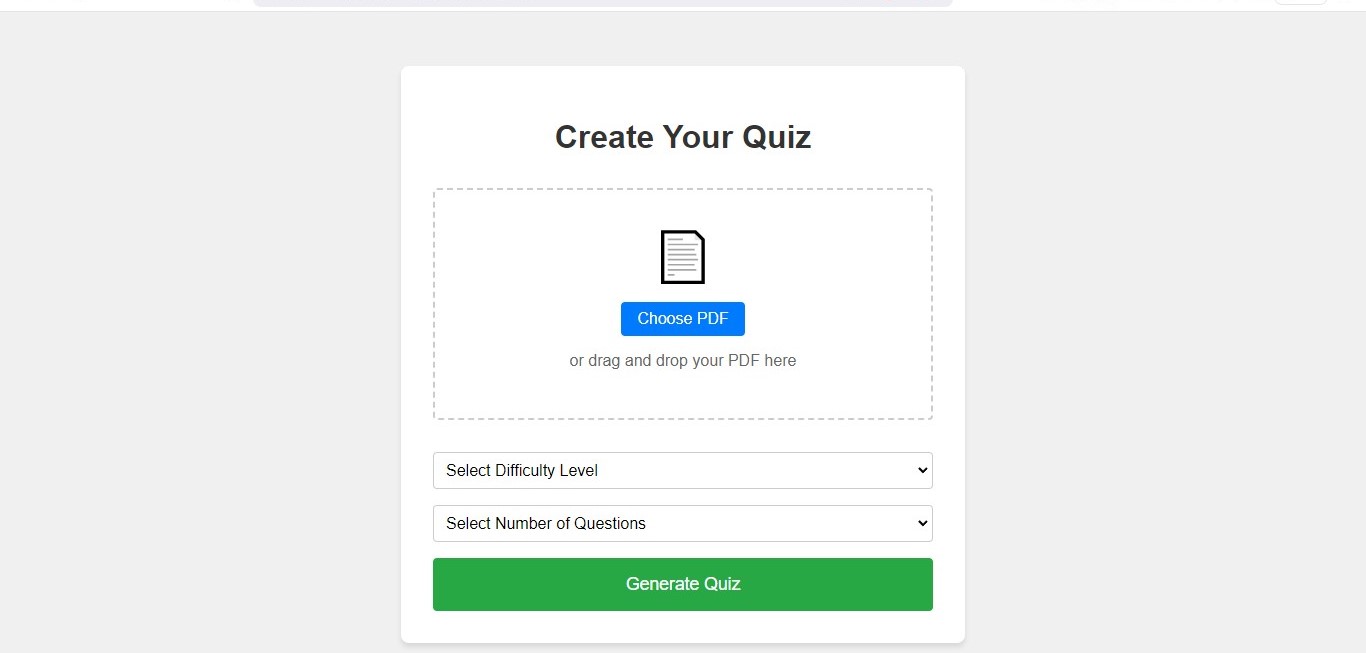 Create Your Quiz
Choose PDF
or drag and drop your PDF here
Select Difficulty Level
Select Number of Questions
Generate Quiz